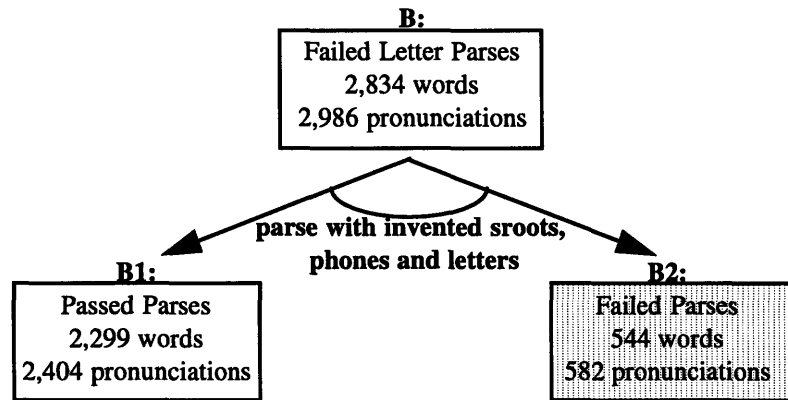 B:
Failed Letter Parses
2,834 words
2,986 pronunciations
parse with invented sroots,
phones and letters
B1:
Passed Parses
2,299 words
2,404 pronunciations
B2:
Failed Parses
544 words
582 pronunciations